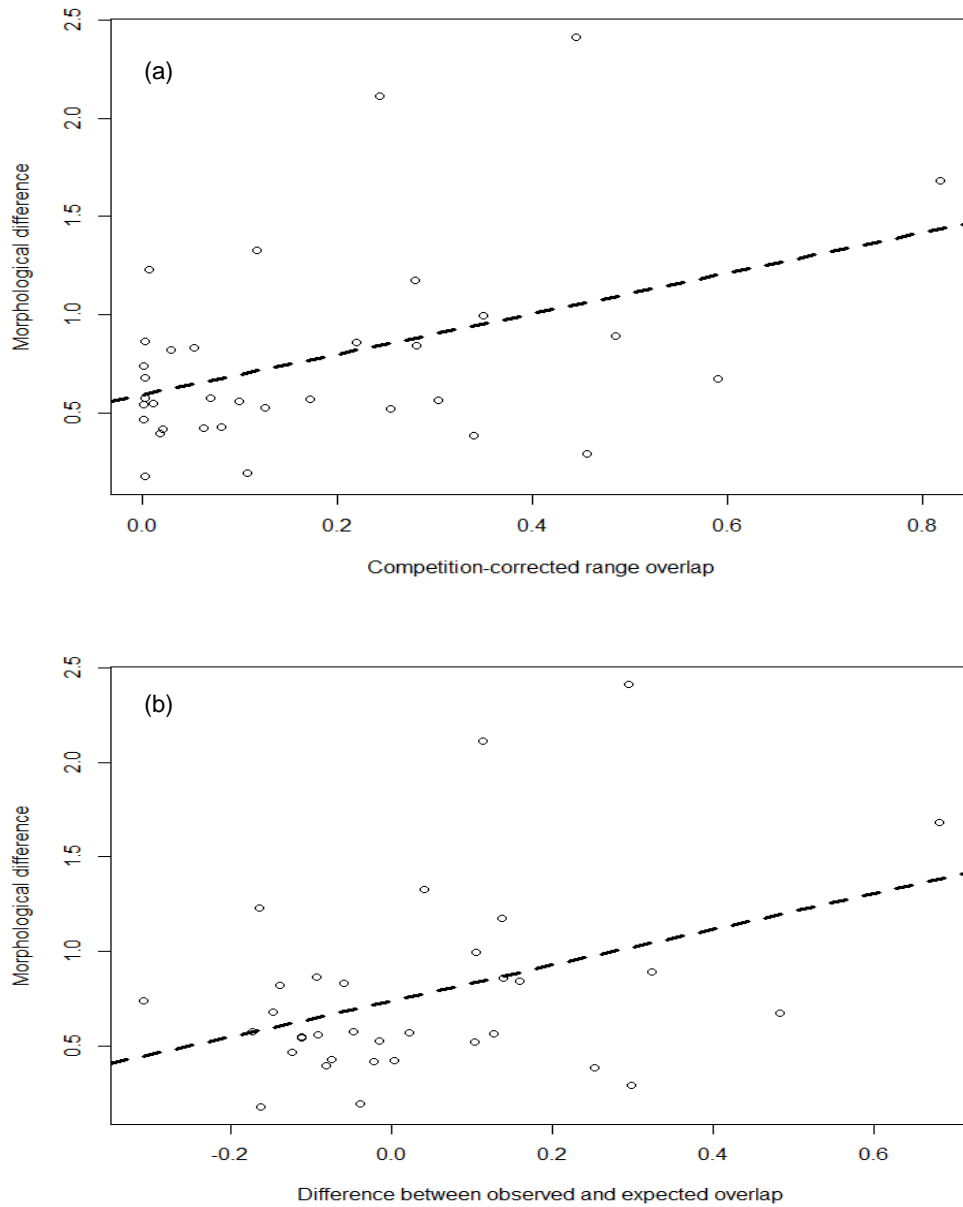 (a)
Morphological difference
2.5
2.0
1.5
1.0
0.5
0.0 0.2 0.4 0.6 0.8
Competition-corrected range overlap
(b)
Morphological difference
2.5
2.0
1.5
1.0
0.5
-0.2 0.0 0.2 0.4 0.6
Difference between observed and expected overlap